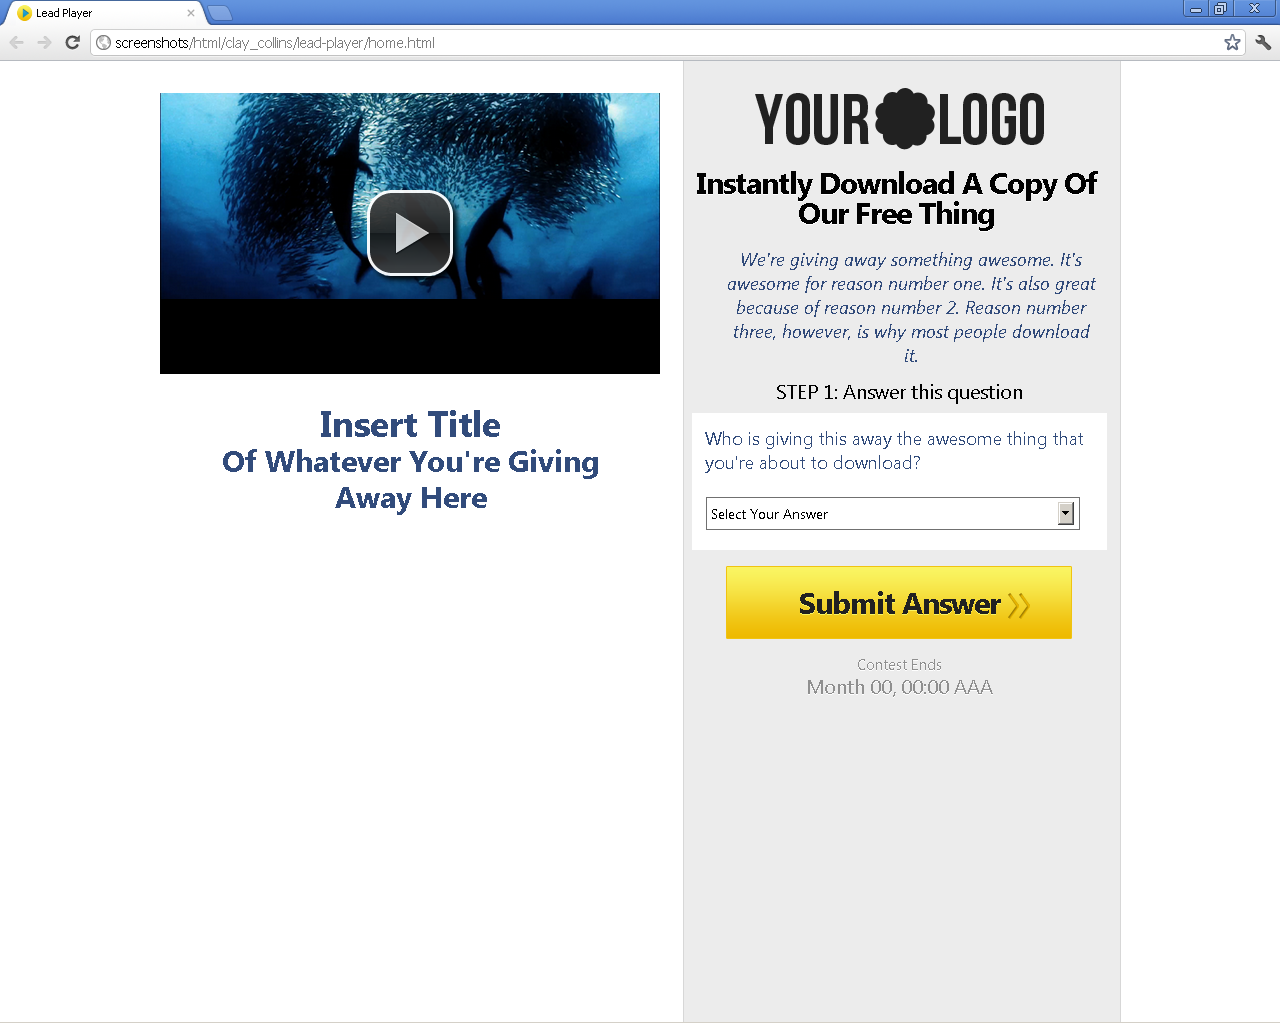 Lead Player
screenshots/html/clay_collins/lead-player/home.html
Insert Title
Of Whatever You're Giving
Away Here
YOUR LOGO
Instantly Download A Copy Of
Our Free Thing
We're giving away something awesome. It's
awesome for reason number one. It's also great
because of reason number 2. Reason number
three, however, is why most people download
it.
STEP 1: Answer this question
Who is giving this away the awesome thing that
you're about to download?
Select Your Answer
Submit Answer
Contest Ends
Month 00, 00:00 AAA